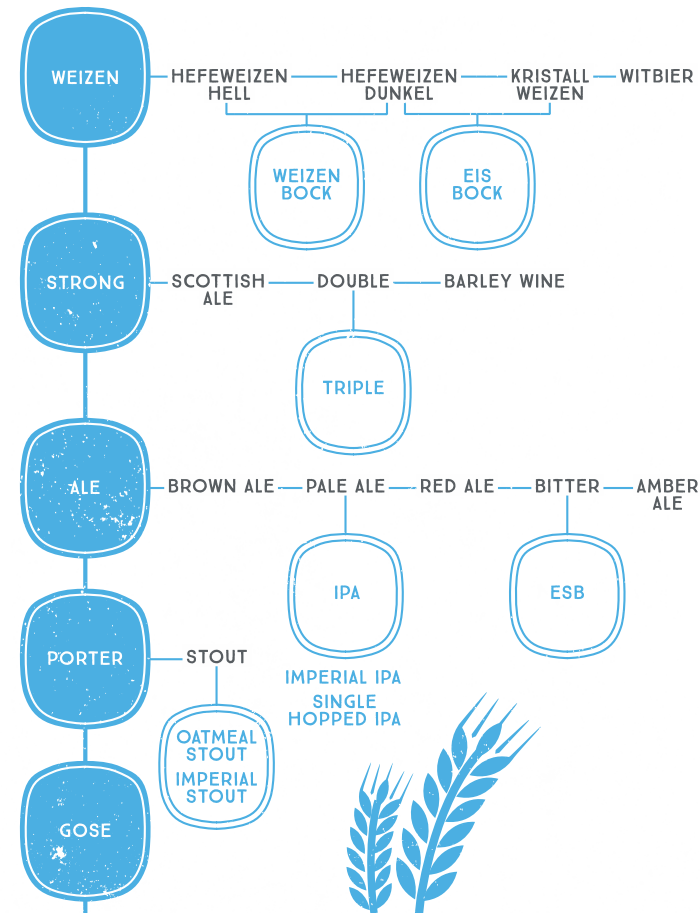 WEIZEN
HEFEWEIZEN
HELL
HEFEWEIZEN
DUNKEL
KRISTALL
WEIZEN
WITBIER
WEIZEN
BOCK
EIS
BOCK
STRONG
SCOTTISH
ALE
DOUBLE
BARLEY WINE
TRIPLE
ALE
BROWN ALE
PALE ALE
RED ALE
BITTER
AMBER
ALE
IPA
ESB
IMPERIAL IPA
SINGLE
HOPPED IPA
PORTER
STOUT
OATMEAL
STOUT
IMPERIAL
STOUT
GOSE